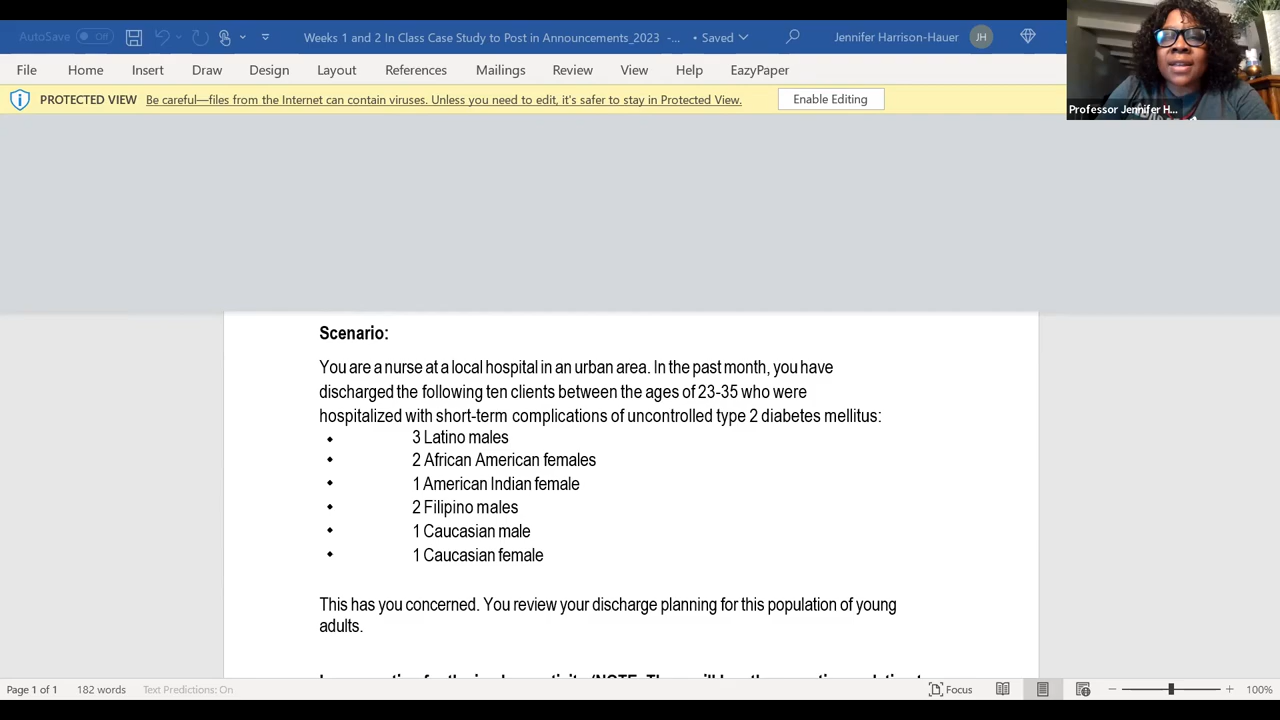 AutoSave Off Weeks 1 and 2 In Class Case Study to Post in Announcements_2023 -... • Saved Jennifer Harrison-Hauer JH
File Home Insert Draw Design Layout References Mailings Review View Help EazyPaper
PROTECTED VIEW Be careful—files from the Internet can contain viruses. Unless you need to edit, it's safer to stay in Protected View. Enable Editing
Professor Jennifer H...
Scenario:
You are a nurse at a local hospital in an urban area. In the past month, you have
discharged the following ten clients between the ages of 23-35 who were
hospitalized with short-term complications of uncontrolled type 2 diabetes mellitus:
3 Latino males
2 African American females
1 American Indian female
2 Filipino males
1 Caucasian male
1 Caucasian female
This has you concerned. You review your discharge planning for this population of young
adults.
Page 1 of 1 182 words Text Predictions: On Focus 100%